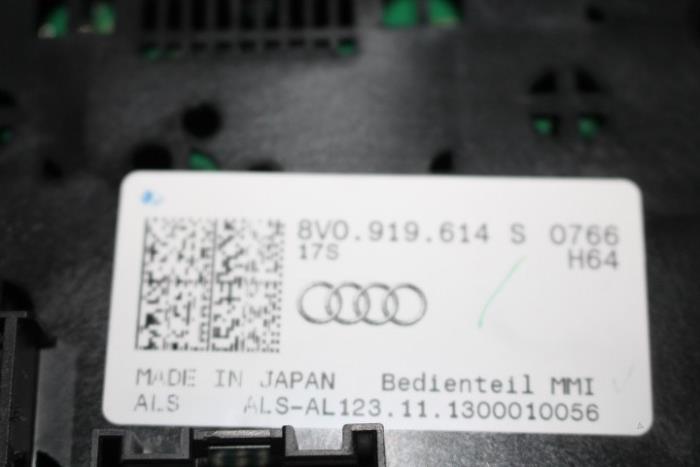 8V0.919.614 S 0766
17S H64
MADE IN JAPAN Bedienteil MMI
ALS ALS-AL123.11.1300010056